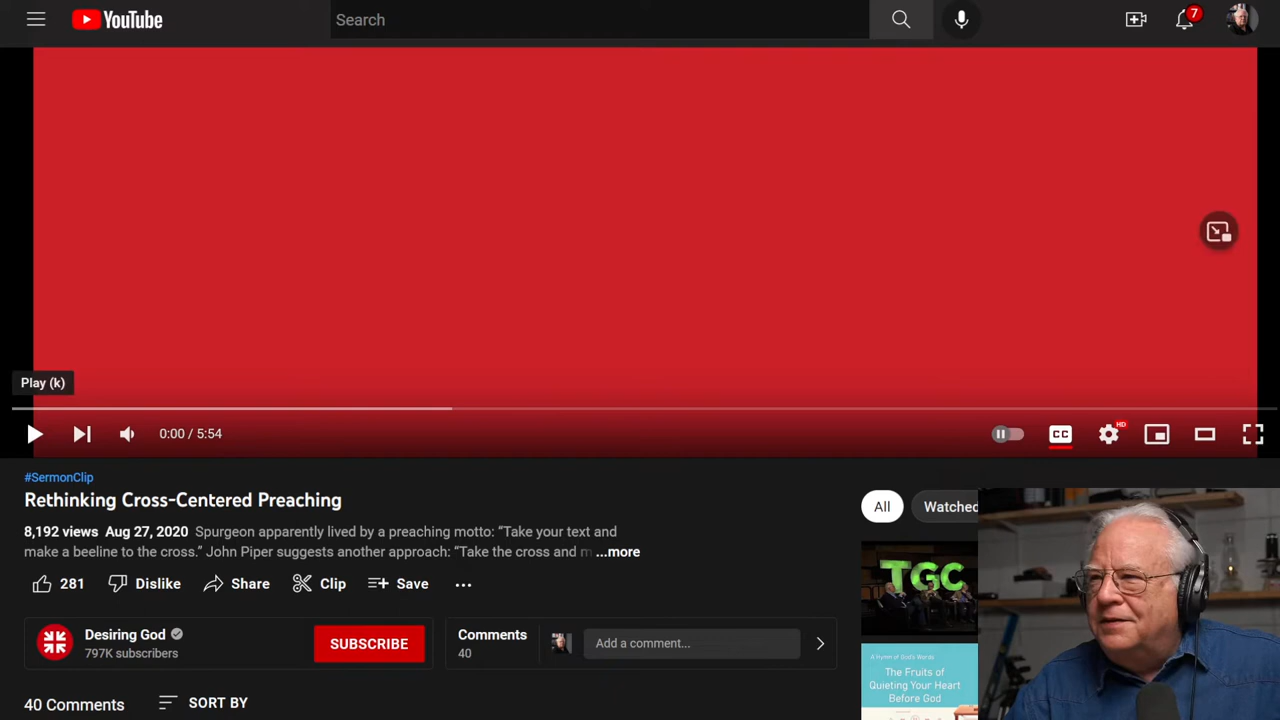 YouTube
Search
7
Play (k)
0:00 / 5:54
CC
HD
#SermonClip
Rethinking Cross-Centered Preaching
8,192 views Aug 27, 2020 Spurgeon apparently lived by a preaching motto: “Take your text and
make a beeline to the cross.” John Piper suggests another approach: “Take the cross and m ...more
281 Dislike Share Clip Save
Desiring God
797K subscribers
SUBSCRIBE
Comments
40
Add a comment...
40 Comments
SORT BY
All
Watched
TGC
A Hymn of God's Words
The Fruits of
Quieting Your Heart
Before God